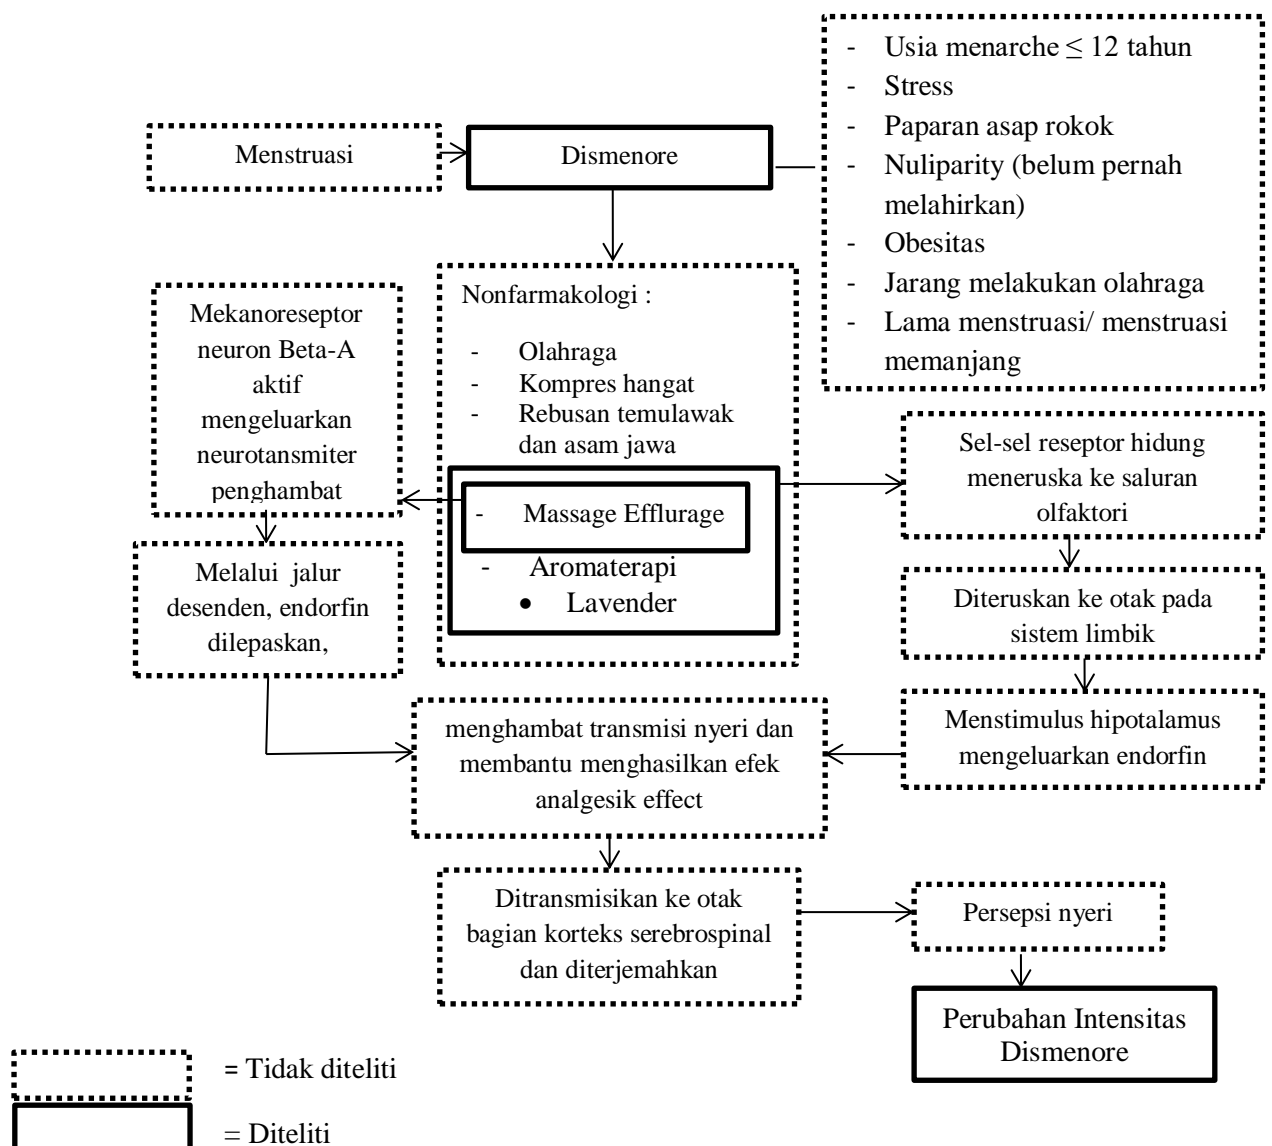 - Usia menarche ≤ 12 tahun
- Stress
- Paparan asap rokok
- Nuliparity (belum pernah
melahirkan)
- Obesitas
- Jarang melakukan olahraga
- Lama menstruasi/ menstruasi
memanjang
Menstruasi
Dismenore
Nonfarmakologi :
- Olahraga
- Kompres hangat
- Rebusan temulawak
dan asam jawa
- Massage Efflurage
- Aromaterapi
• Lavender
Mekanoreseptor
neuron Beta-A
aktif
mengeluarkan
neurotansmiter
penghambat
Melalui jalur
desenden, endorfin
dilepaskan,
Sel-sel reseptor hidung
meneruska ke saluran
olfaktori
Diteruskan ke otak pada
sistem limbik
Menstimulus hipotalamus
mengeluarkan endorfin
menghambat transmisi nyeri dan
membantu menghasilkan efek
analgesik effect
Ditransmisikan ke otak
bagian korteks serebrospinal
dan diterjemahkan
Persepsi nyeri
Perubahan Intensitas
Dismenore
= Tidak diteliti
= Diteliti